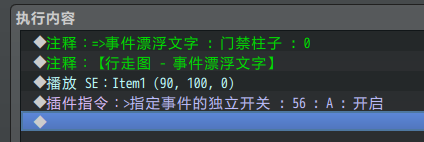 执行内容
◆注释：=>事件漂浮文字 : 门禁柱子 : 0
◆注释：【行走图 - 事件漂浮文字】
◆播放 SE：Item1 (90, 100, 0)
◆插件指令：>指定事件的独立开关 : 56 : A : 开启
◆